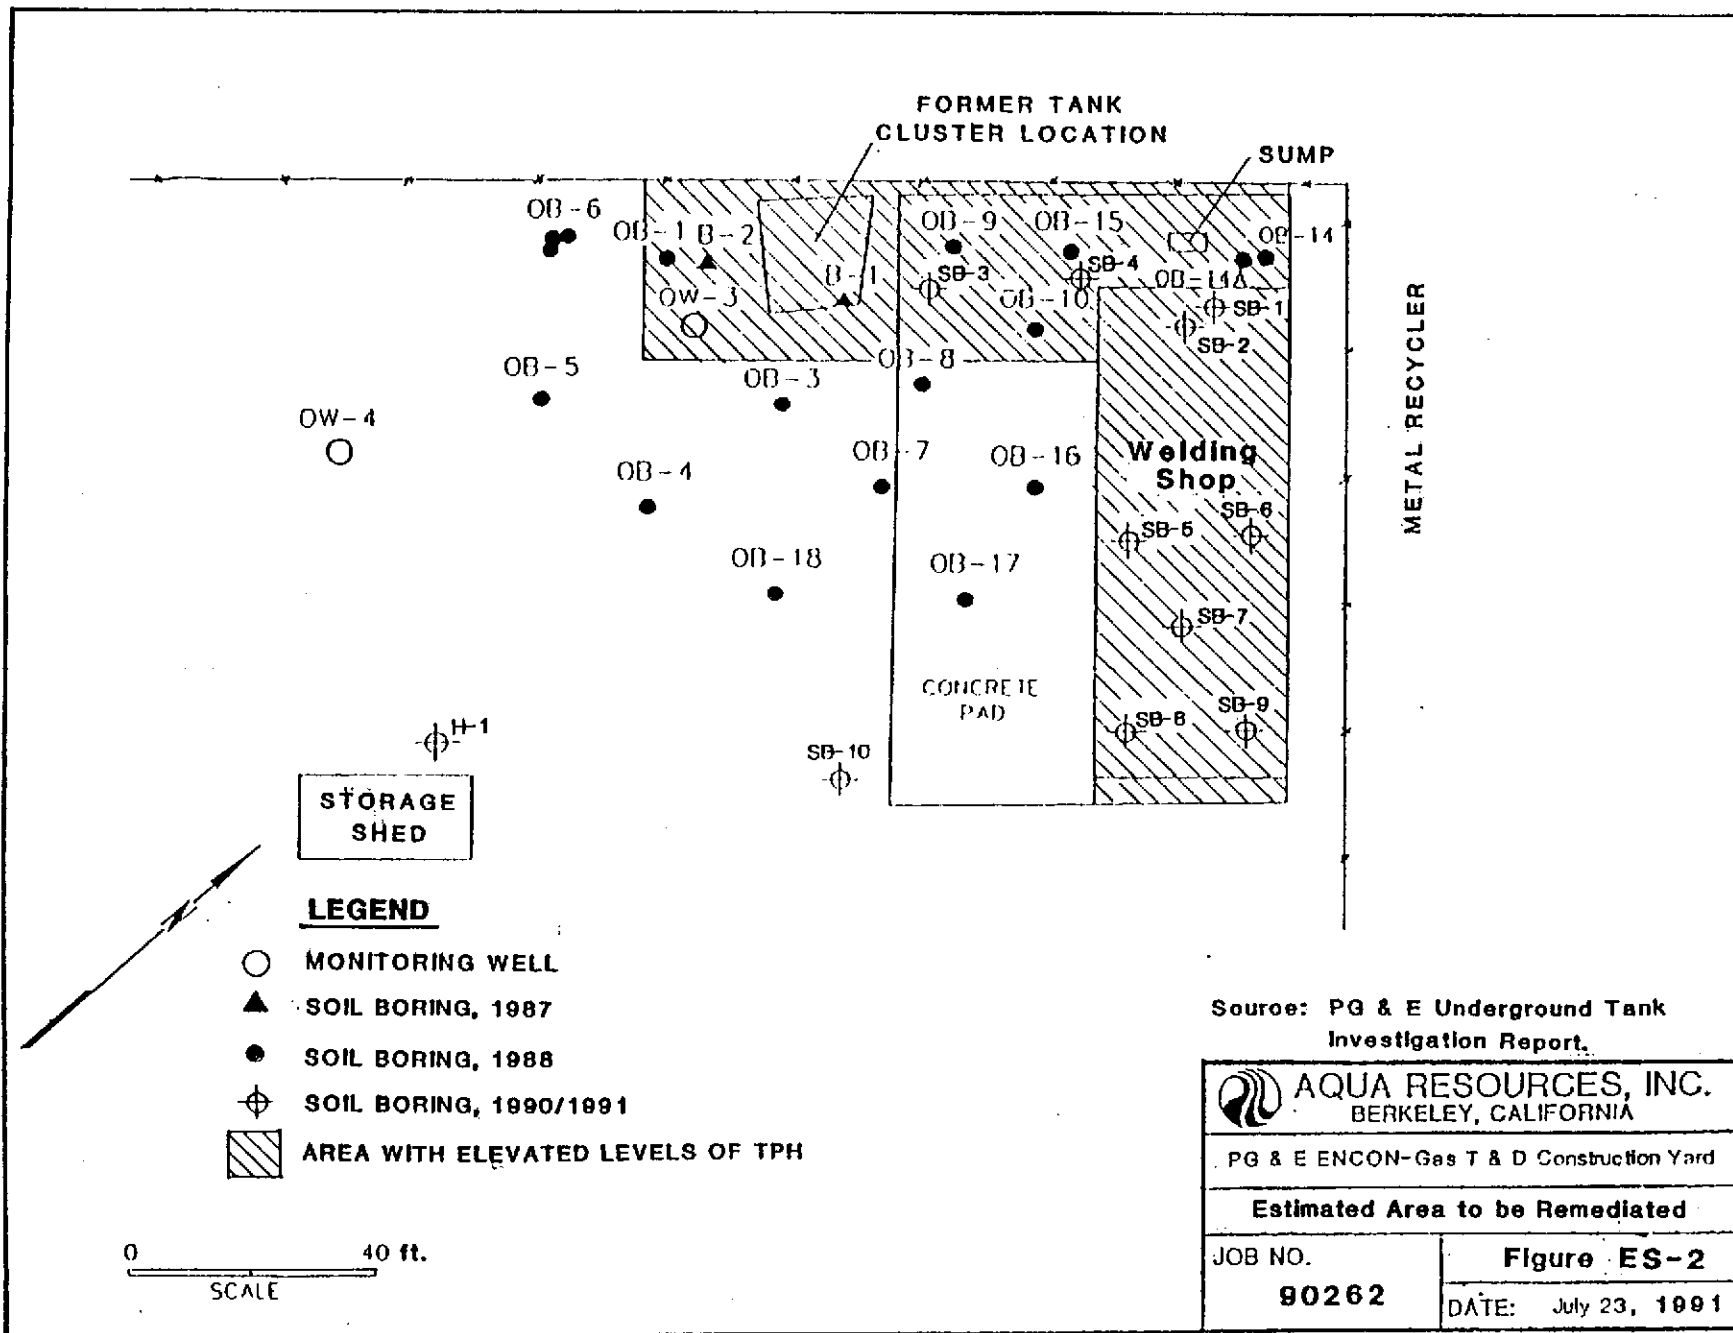 FORMER TANK
CLUSTER LOCATION
SUMP
OB-6
OB-1
B-2
OB-9
OB-15
OB-14
B-1
SB-3
SB-4
OB-14A
OW-3
OB-10
SB-1
SB-2
OB-8
OB-5
OB-3
METAL RECYCLER
OW-4
OB-7
OB-16
Welding
Shop
OB-4
SB-6
SB-5
OB-18
OB-17
SB-7
CONCRETE
PAD
SB-8
SB-9
H-1
SB-10
STORAGE
SHED
LEGEND
MONITORING WELL
SOIL BORING, 1987
SOIL BORING, 1988
SOIL BORING, 1990/1991
AREA WITH ELEVATED LEVELS OF TPH
0 40 ft.
SCALE
Source: PG & E Underground Tank
Investigation Report.
AQUA RESOURCES, INC.
BERKELEY, CALIFORNIA
PG & E ENCON-Gas T & D Construction Yard
Estimated Area to be Remediated
JOB NO.
90262
Figure ES-2
DATE: July 23, 1991